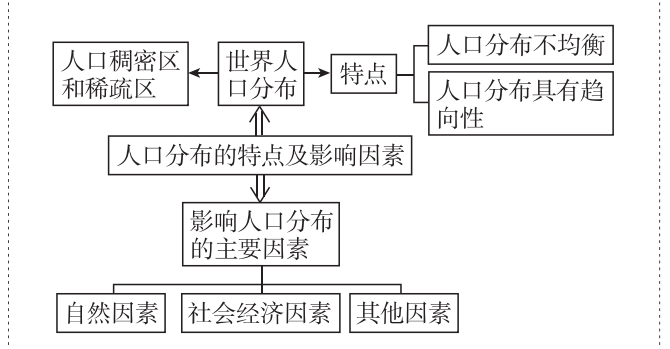 人口稠密区
和稀疏区
世界人
口分布
特点
人口分布不均衡
人口分布具有趋
向性
人口分布的特点及影响因素
影响人口分布
的主要因素
自然因素
社会经济因素
其他因素